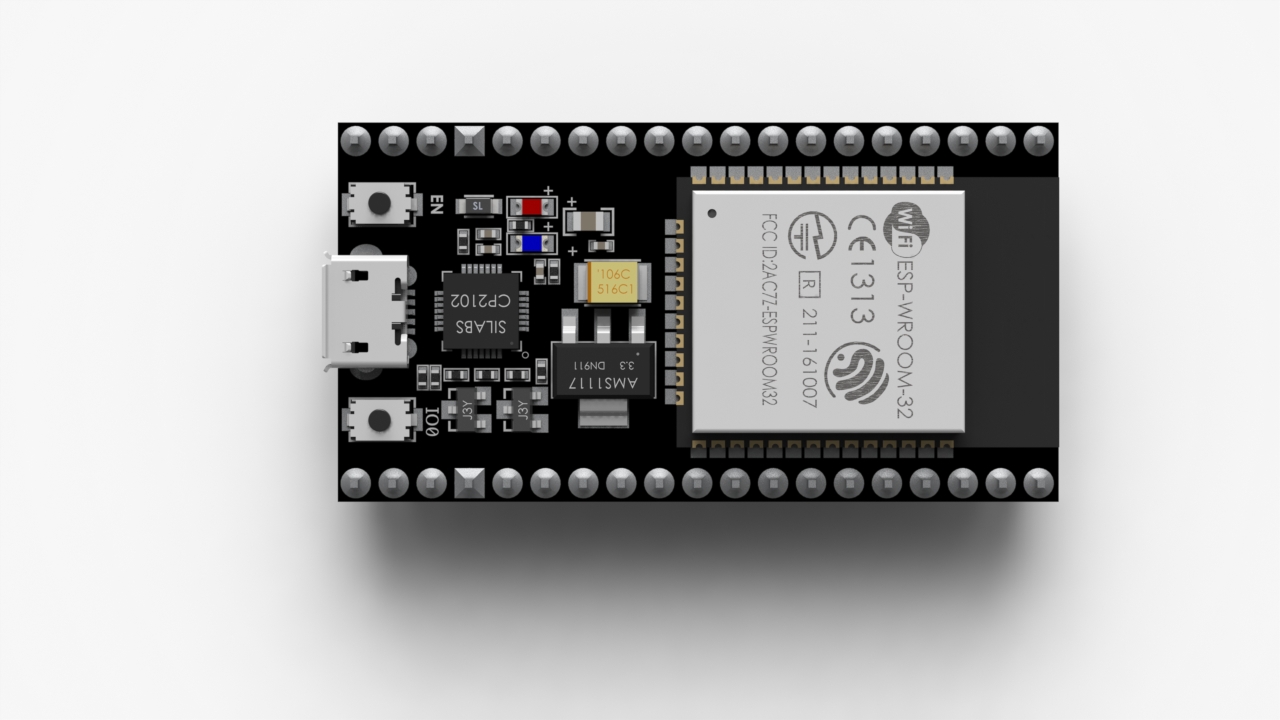 EN
SL
+
+
+
+
106C
516C1
SILABS
CP2102
AMS1117
3.3 DN911
IO0
J3Y
J3Y
WiFi ESP-WROOM-32
CE1313
R 211-161007
FCC ID:2AC7Z-ESPWROOM32